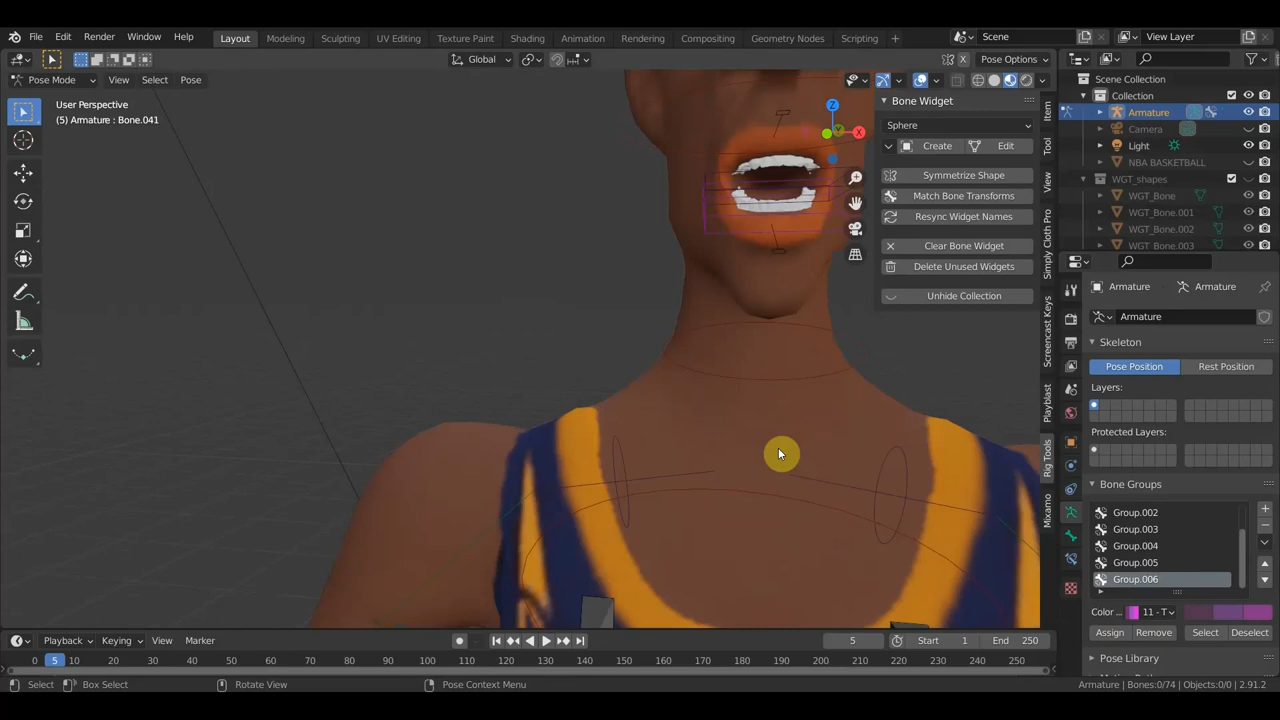 File Edit Render Window Help Layout Modeling Sculpting UV Editing Texture Paint Shading Animation Rendering Compositing Geometry Nodes Scripting + Scene View Layer
Global Pose Options
Pose Mode View Select Pose
User Perspective
(5) Armature : Bone.041
Z
Y X
Bone Widget
Sphere
Create Edit
Symmetrize Shape
Match Bone Transforms
Resync Widget Names
Clear Bone Widget
Delete Unused Widgets
Unhide Collection
Item
Tool
View
Simply Cloth Pro
Screencast Keys
Playblast
Rig Tools
Mixamo
Scene Collection
Collection
Armature
Camera
Light
NBA BASKETBALL
WGT_shapes
WGT_Bone
WGT_Bone.001
WGT_Bone.002
WGT_Bone.003
Armature Armature
Armature
Skeleton
Pose Position Rest Position
Layers:
Protected Layers:
Bone Groups
Group.002
Group.003
Group.004
Group.005
Group.006
Color ... 11 - T
Assign Remove Select Deselect
Pose Library
Playback Keying View Marker 5 Start 1 End 250
0 5 10 20 30 40 50 60 70 80 90 100 110 120 130 140 150 160 170 180 190 200 210 220 230 240 250
Select Box Select Rotate View Pose Context Menu Armature | Bones:0/74 | Objects:0/0 | 2.91.2